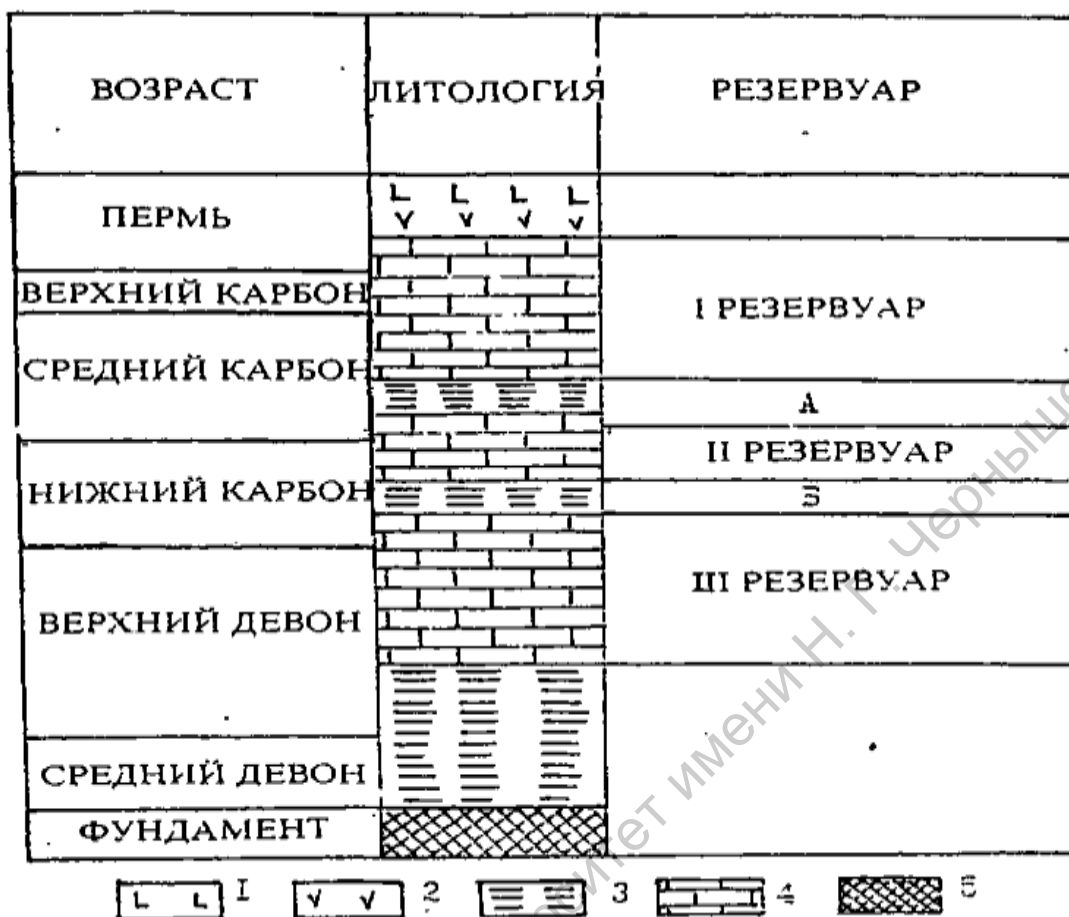 ВОЗРАСТ ЛИТОЛОГИЯ РЕЗЕРВУАР
ПЕРМЬ
ВЕРХНИЙ КАРБОН
I РЕЗЕРВУАР
СРЕДНИЙ КАРБОН
А
II РЕЗЕРВУАР
НИЖНИЙ КАРБОН
Б
III РЕЗЕРВУАР
ВЕРХНИЙ ДЕВОН
СРЕДНИЙ ДЕВОН
ФУНДАМЕНТ
1 2 3 4 5
имени Н. Г.